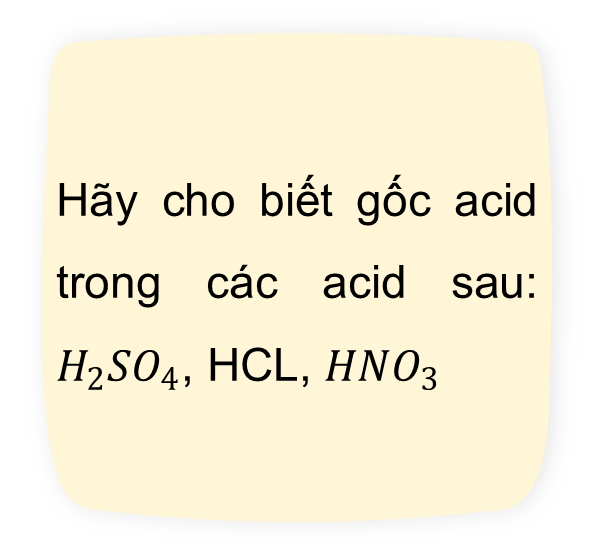 Hãy cho biết gốc acid
trong các acid sau:
𝐻₂𝑆𝑂₄, HCL, 𝐻𝑁𝑂₃